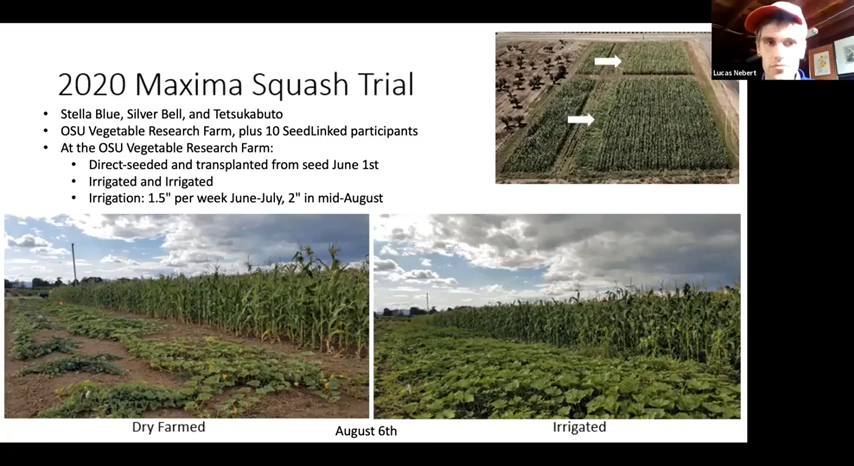 2020 Maxima Squash Trial
• Stella Blue, Silver Bell, and Tetsukabuto
• OSU Vegetable Research Farm, plus 10 SeedLinked participants
• At the OSU Vegetable Research Farm:
• Direct-seeded and transplanted from seed June 1st
• Irrigated and Irrigated
• Irrigation: 1.5" per week June-July, 2" in mid-August
Lucas Nebert
Dry Farmed
August 6th
Irrigated